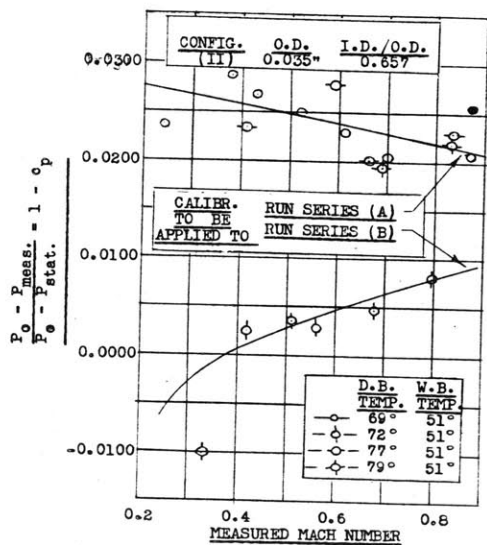 CONFIG. O.D. I.D./O.D.
(II) 0.035" 0.657
0.0300
0.0200
0.0100
0.0000
-0.0100
P₀ - Pmeas. / P₀ - Pstat. = 1 - cp
CALIBR. TO BE APPLIED TO
RUN SERIES (A)
RUN SERIES (B)
D.B. TEMP. W.B. TEMP.
69° 51°
72° 51°
77° 51°
79° 51°
0.2 0.4 0.6 0.8
MEASURED MACH NUMBER